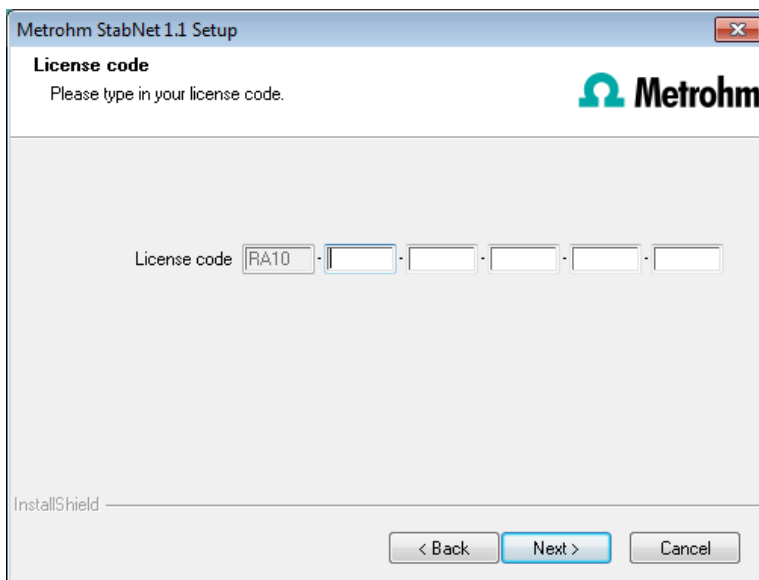 Metrohm StabNet 1.1 Setup
License code
Please type in your license code.
Metrohm
License code RA10 - - - - -
InstallShield
< Back Next > Cancel